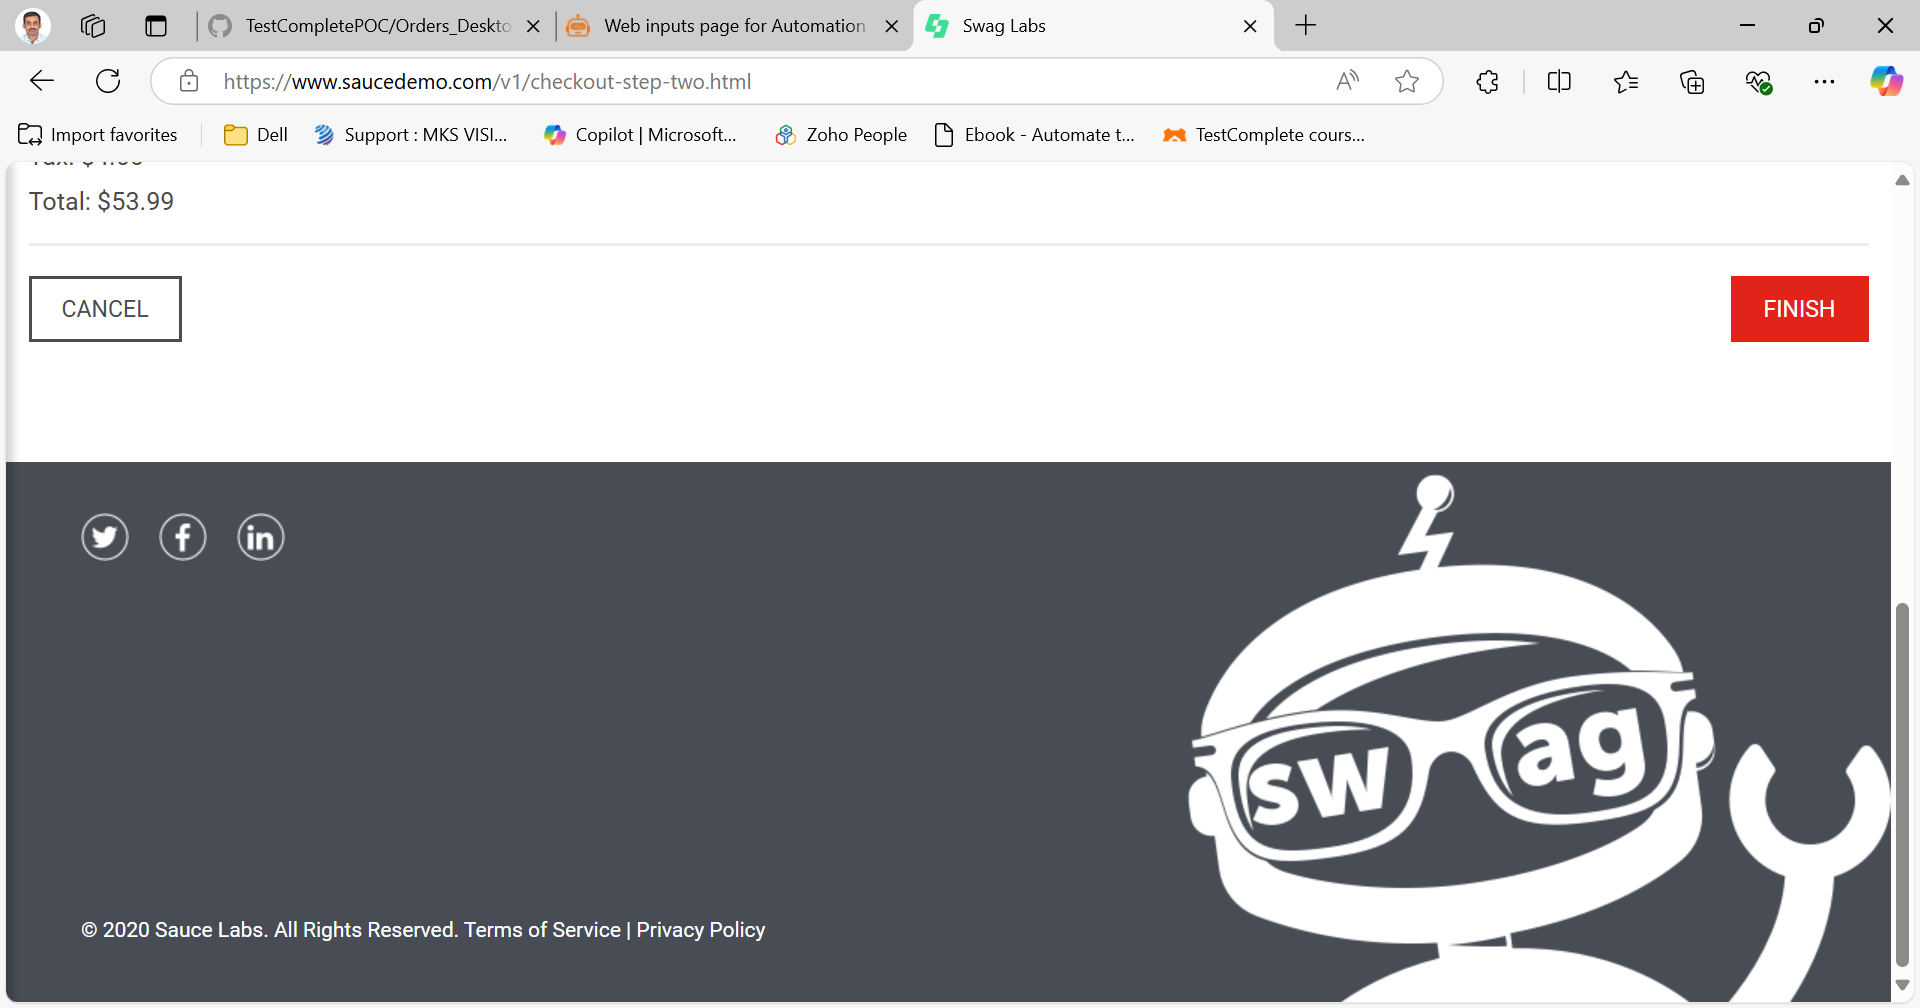 TestCompletePOC/Orders_Deskto
Web inputs page for Automation
Swag Labs
https://www.saucedemo.com/v1/checkout-step-two.html
Import favorites
Dell
Support : MKS VISI...
Copilot | Microsoft...
Zoho People
Ebook - Automate t...
TestComplete cours...
Total: $53.99
CANCEL
FINISH
sw ag
© 2020 Sauce Labs. All Rights Reserved. Terms of Service | Privacy Policy